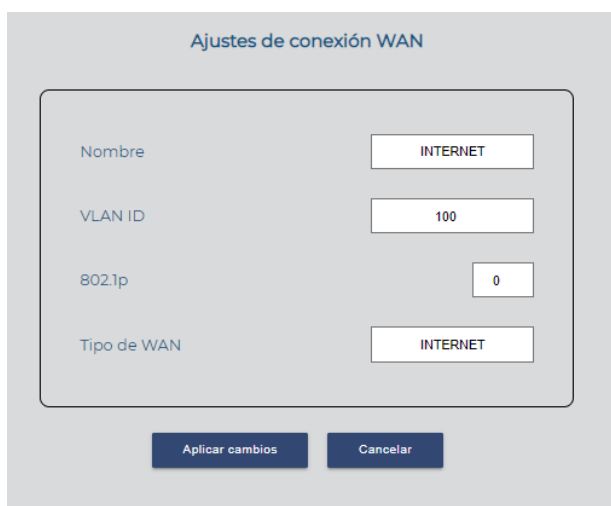 Ajustes de conexión WAN
Nombre INTERNET
VLAN ID 100
802.1p 0
Tipo de WAN INTERNET
Aplicar cambios Cancelar